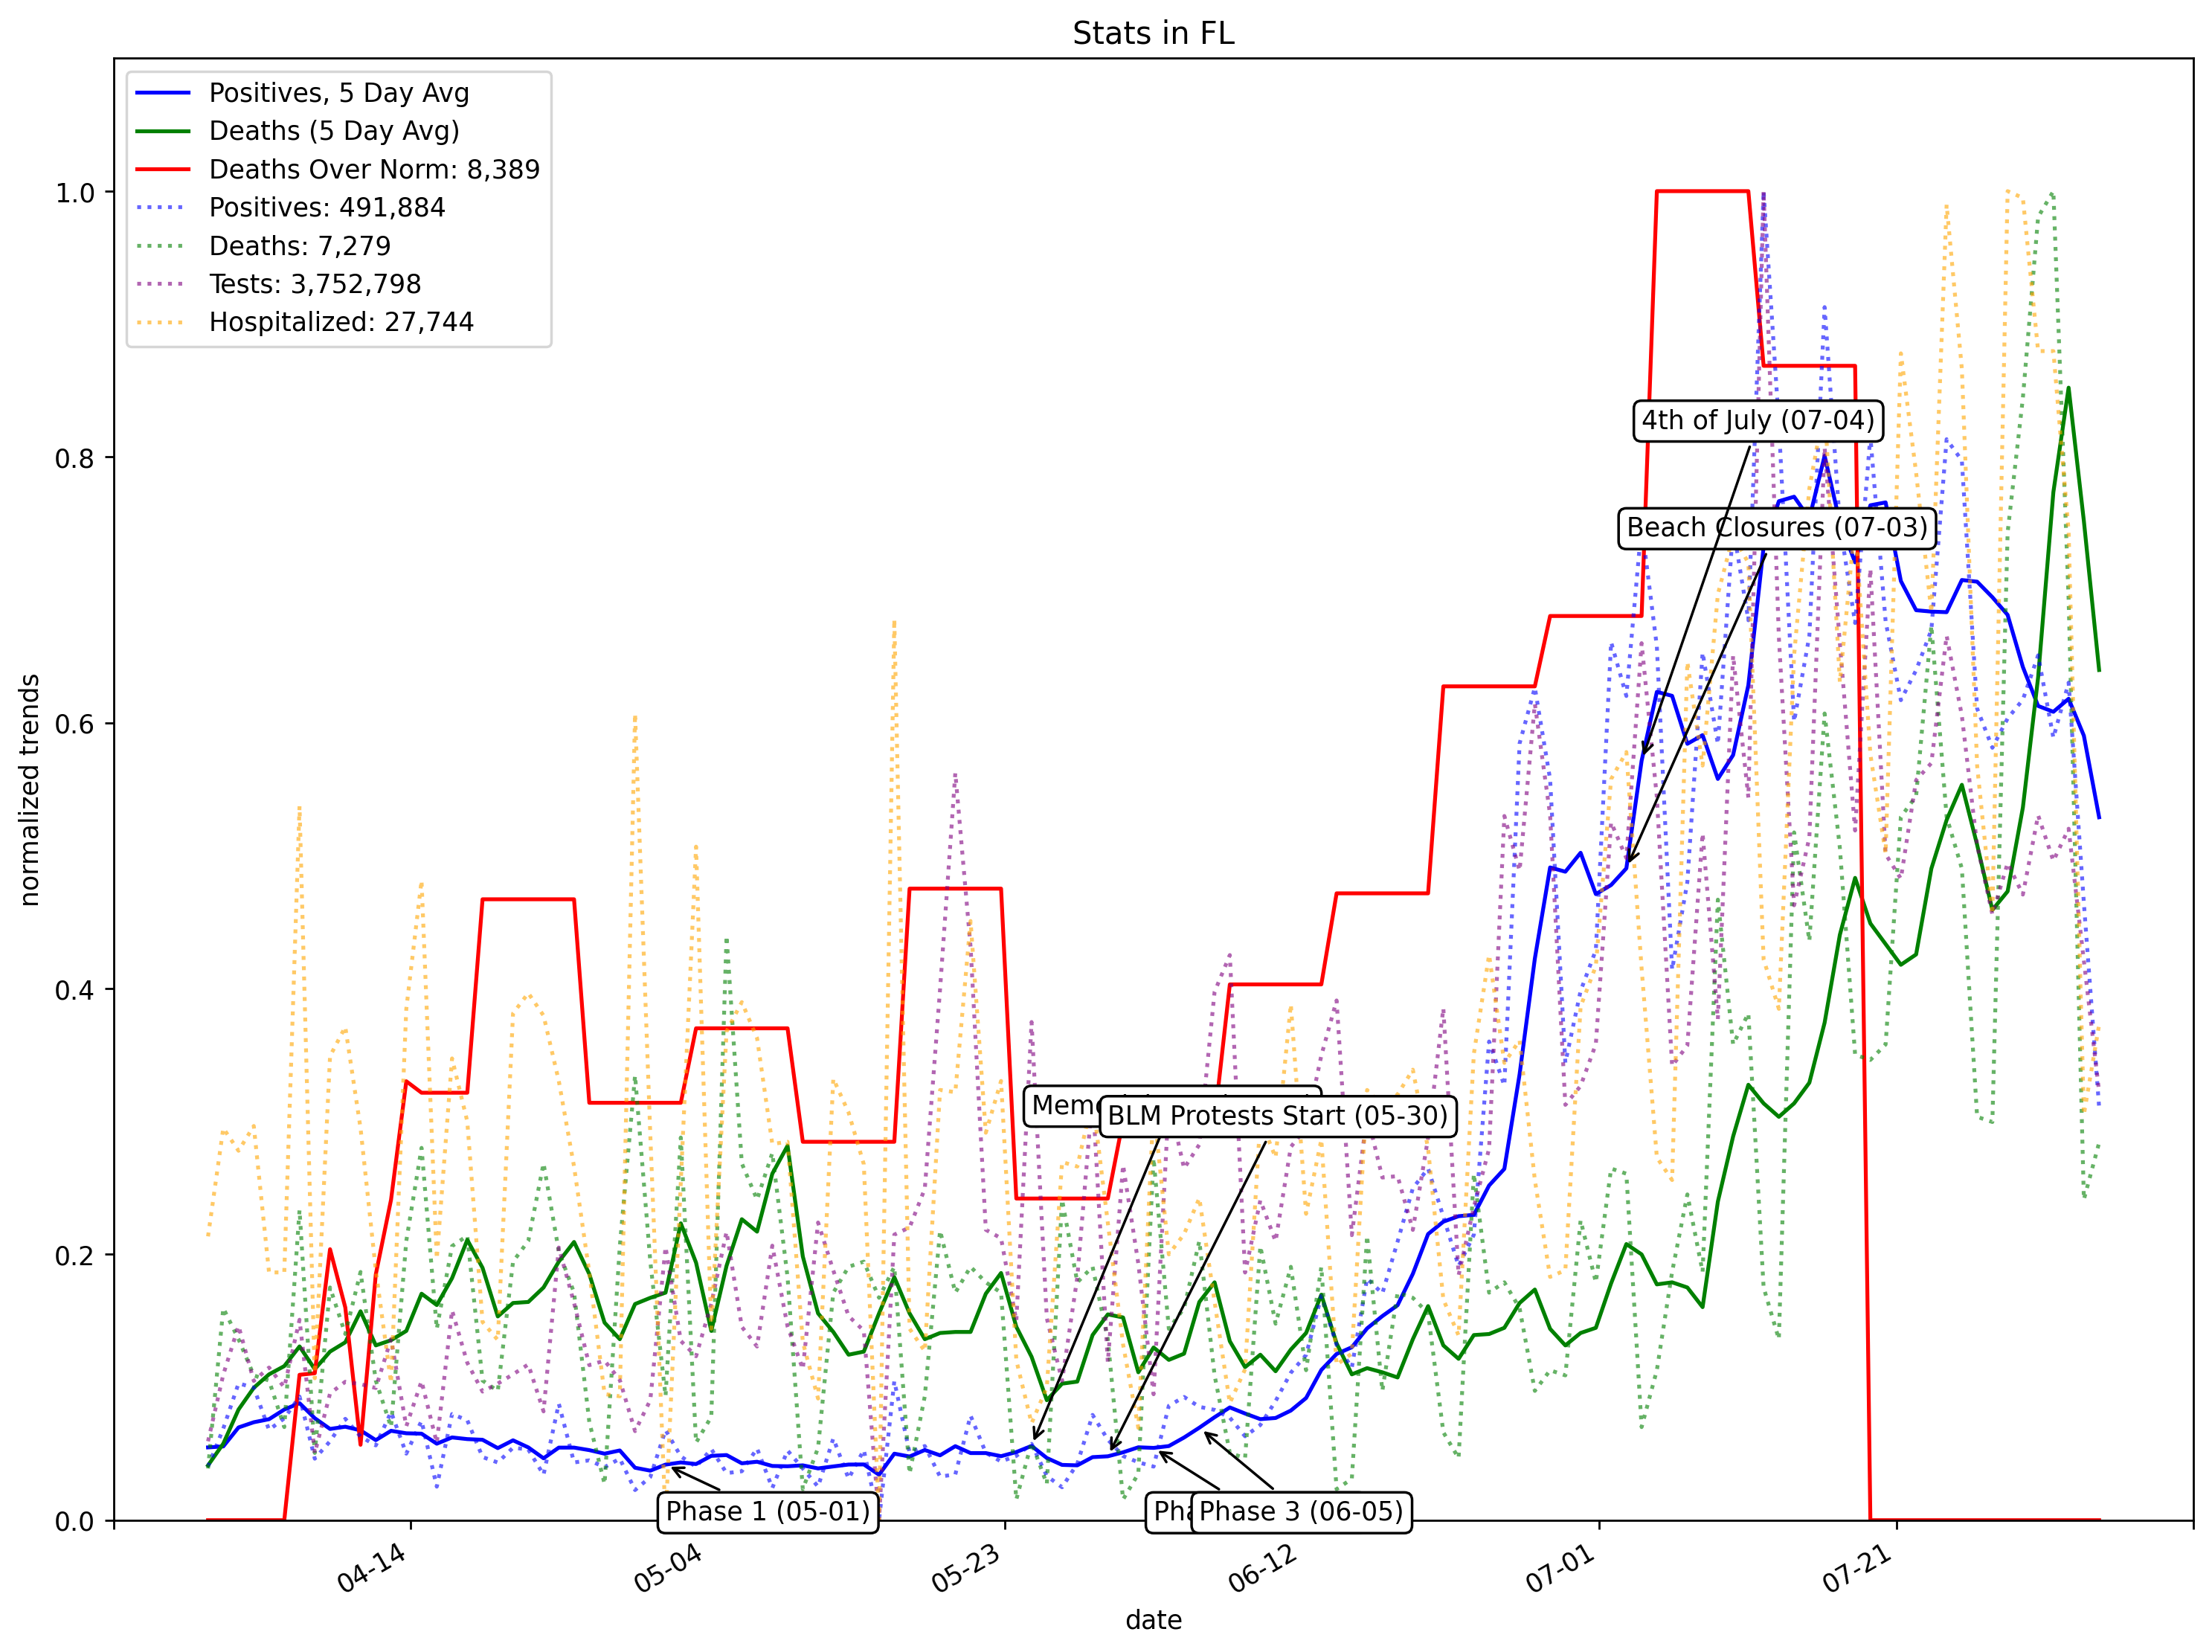 Stats in FL
Positives, 5 Day Avg
Deaths (5 Day Avg)
Deaths Over Norm: 8,389
Positives: 491,884
Deaths: 7,279
Tests: 3,752,798
Hospitalized: 27,744
1.0
0.8
0.6
0.4
0.2
0.0
normalized trends
4th of July (07-04)
Beach Closures (07-03)
BLM Protests Start (05-30)
Phase 1 (05-01)
Phase 3 (06-05)
04-14
05-04
05-23
06-12
07-01
07-21
date